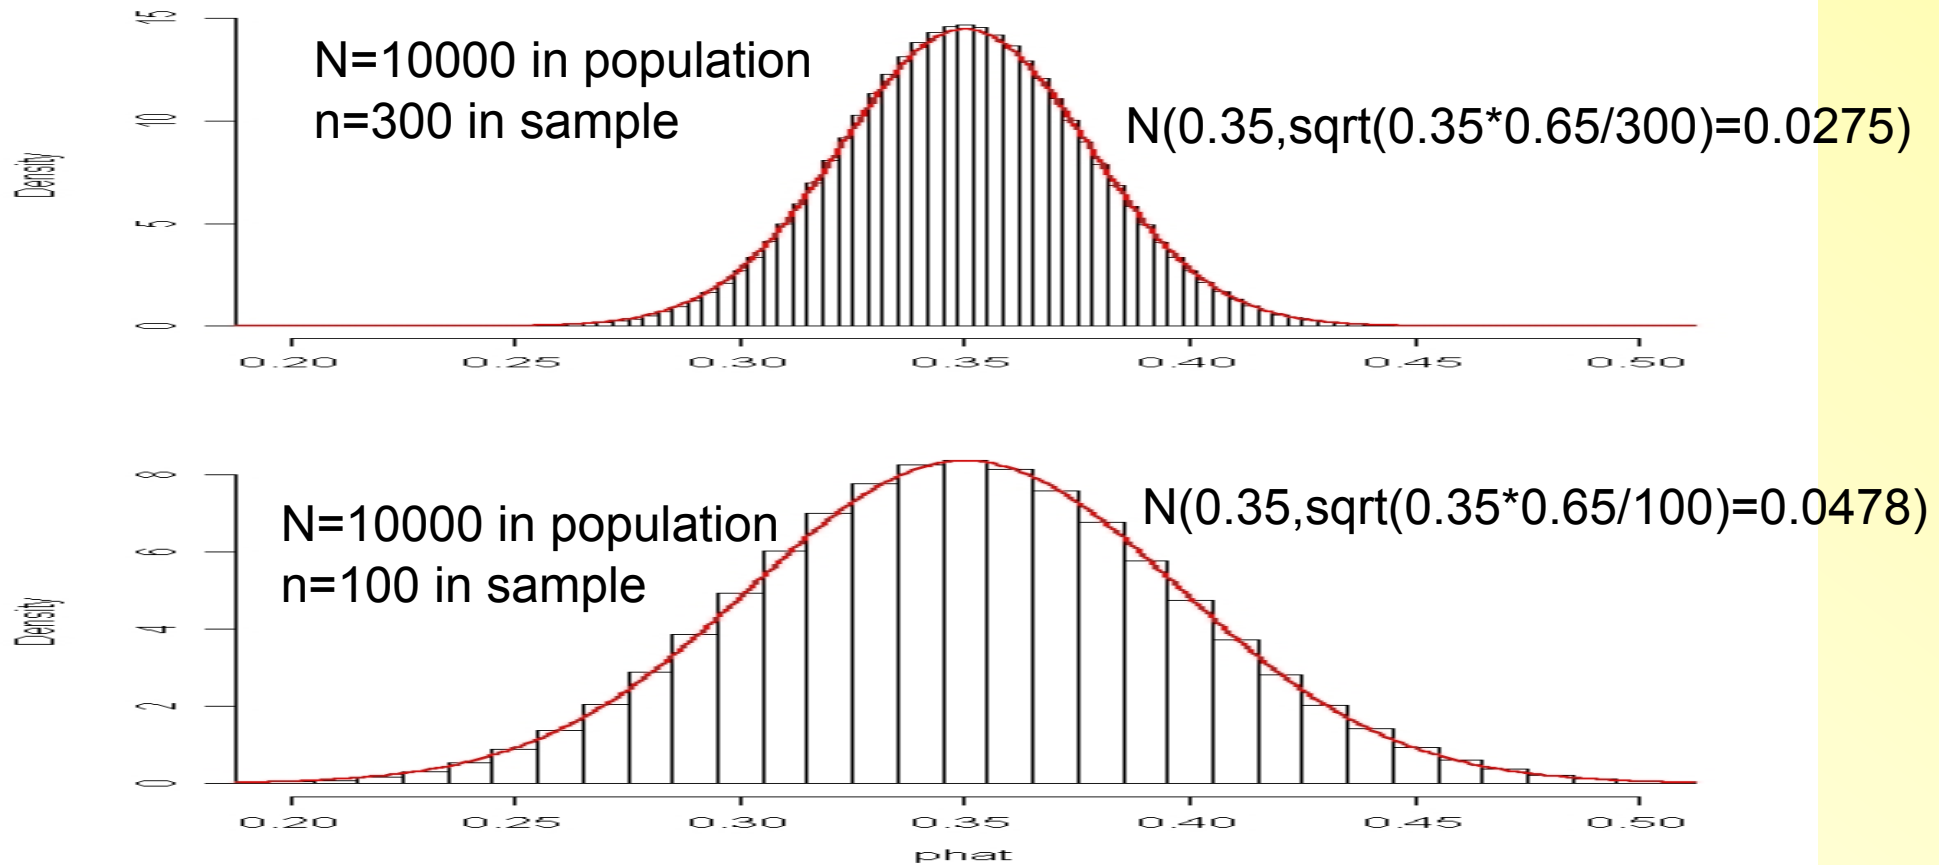 N=10000 in population
n=300 in sample
N(0.35,sqrt(0.35*0.65/300)=0.0275)
Density
15
10
5
0
0.20 0.25 0.30 0.35 0.40 0.45 0.50
N=10000 in population
n=100 in sample
N(0.35,sqrt(0.35*0.65/100)=0.0478)
Density
8
6
4
2
0
0.20 0.25 0.30 0.35 0.40 0.45 0.50
phat